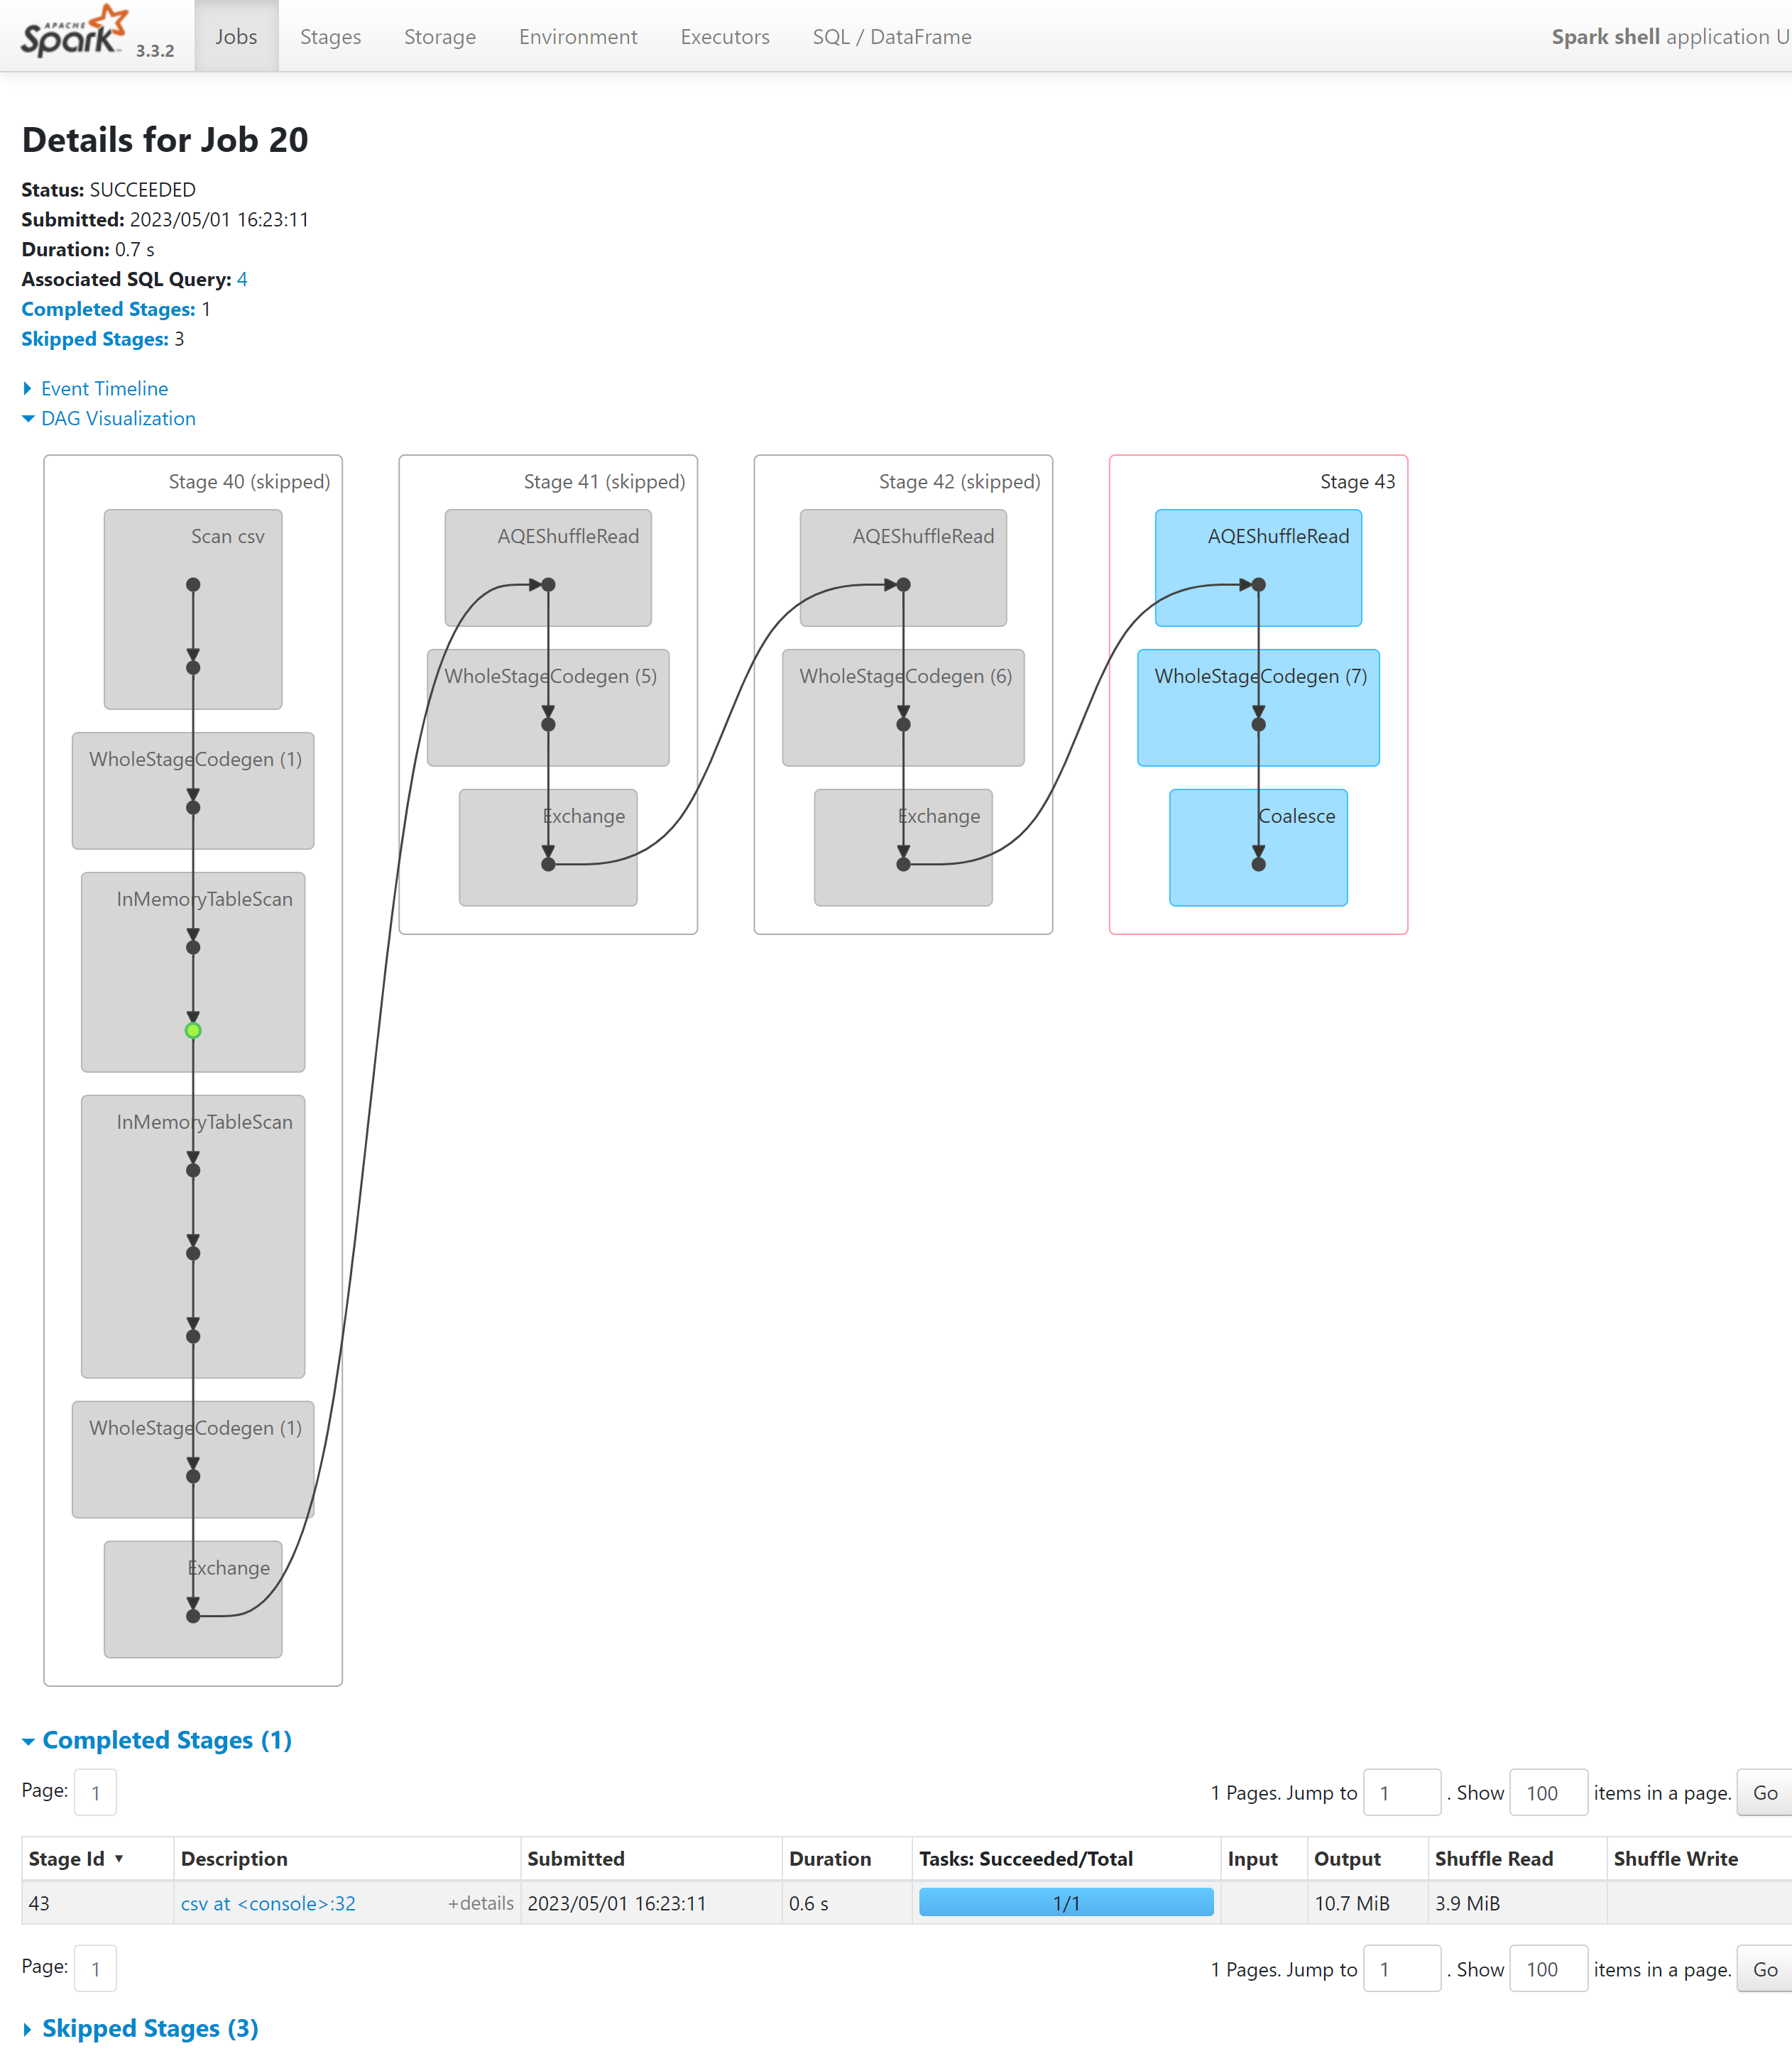 APACHE
Spark 3.3.2 Jobs Stages Storage Environment Executors SQL / DataFrame Spark shell application U
Details for Job 20
Status: SUCCEEDED
Submitted: 2023/05/01 16:23:11
Duration: 0.7 s
Associated SQL Query: 4
Completed Stages: 1
Skipped Stages: 3
Event Timeline
DAG Visualization
Stage 40 (skipped)
Scan csv
WholeStageCodegen (1)
InMemoryTableScan
InMemoryTableScan
WholeStageCodegen (1)
Exchange
Stage 41 (skipped)
AQEShuffleRead
WholeStageCodegen (5)
Exchange
Stage 42 (skipped)
AQEShuffleRead
WholeStageCodegen (6)
Exchange
Stage 43
AQEShuffleRead
WholeStageCodegen (7)
Coalesce
Completed Stages (1)
Page: 1 1 Pages. Jump to 1 . Show 100 items in a page. Go
Stage Id ▾ Description Submitted Duration Tasks: Succeeded/Total Input Output Shuffle Read Shuffle Write
43 csv at <console>:32 +details 2023/05/01 16:23:11 0.6 s 1/1 10.7 MiB 3.9 MiB
Page: 1 1 Pages. Jump to 1 . Show 100 items in a page. Go
Skipped Stages (3)